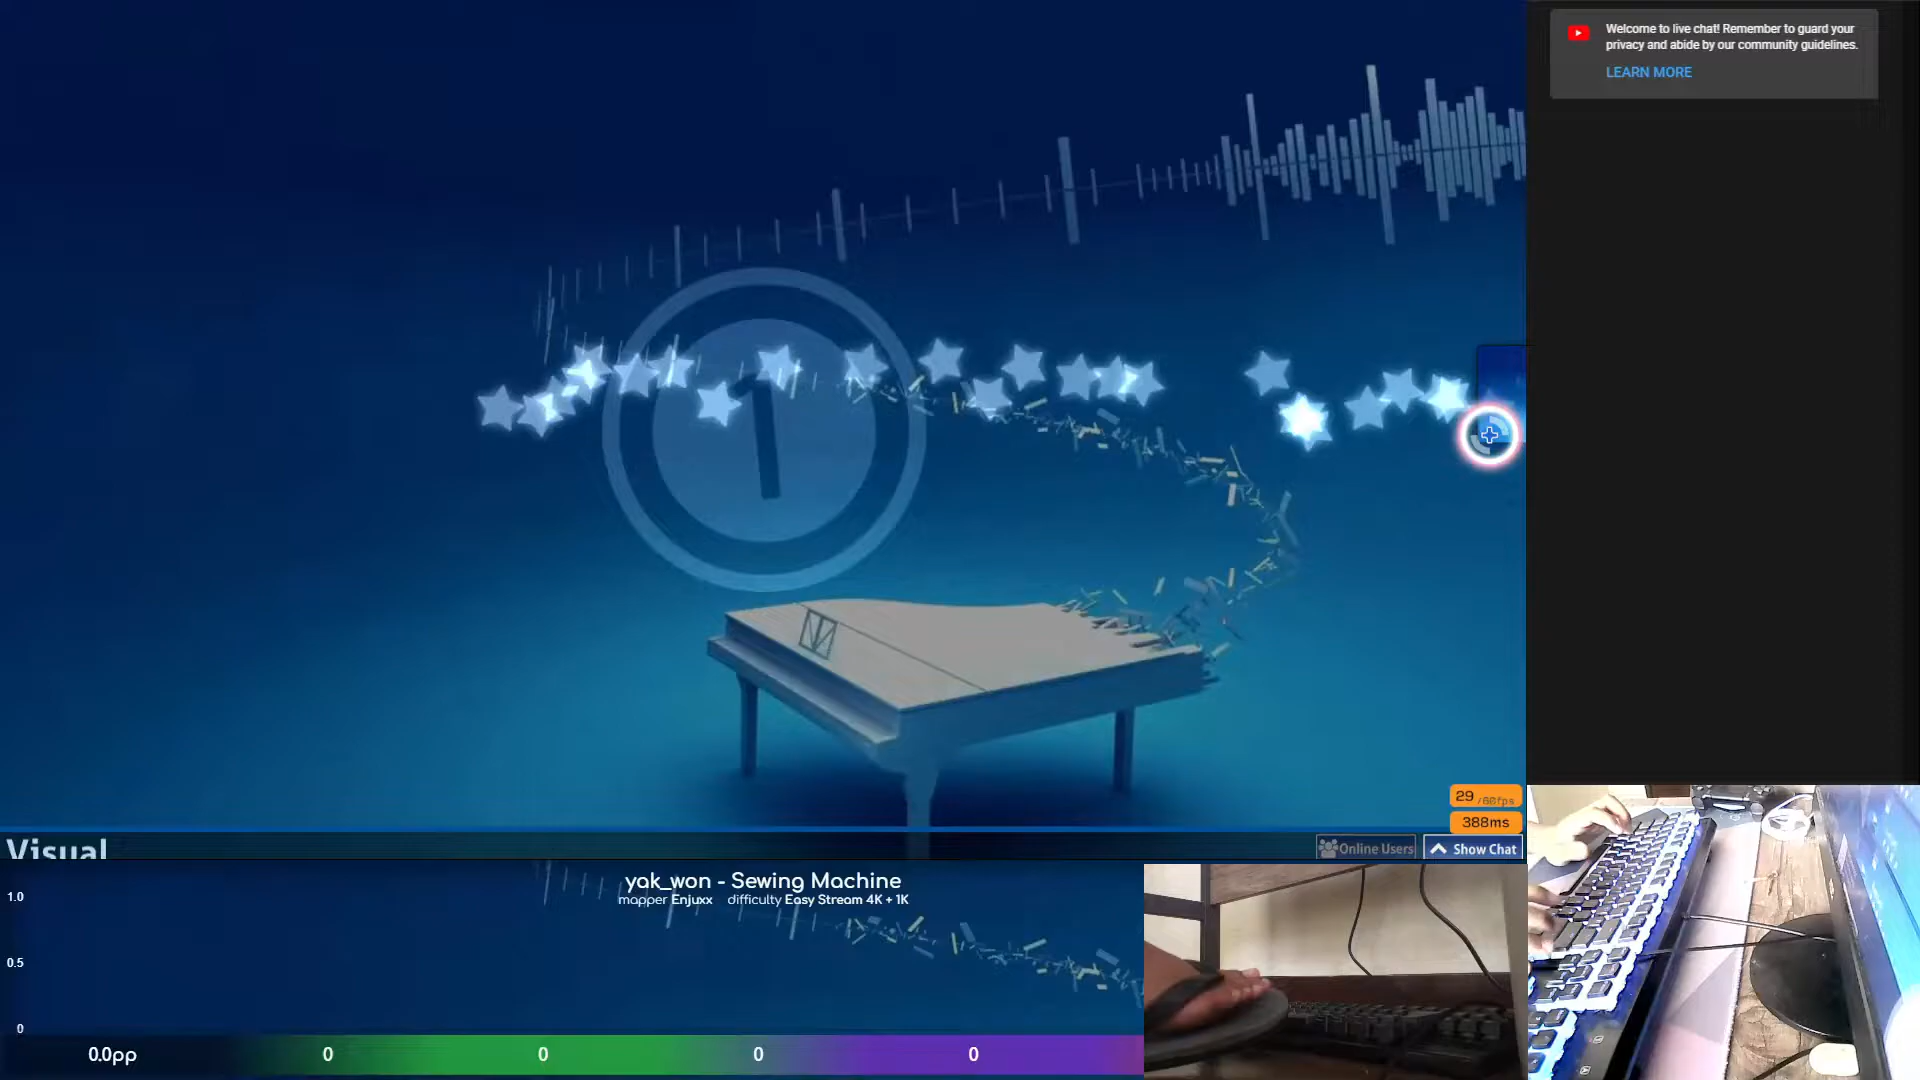 Welcome to live chat! Remember to guard your
privacy and abide by our community guidelines.
LEARN MORE
1
29 /60fps
388ms
Visual
Online Users
Show Chat
yak_won - Sewing Machine
mapper Enjuxx difficulty Easy Stream 4K + 1K
1.0
0.5
0
0.0pp
0
0
0
0